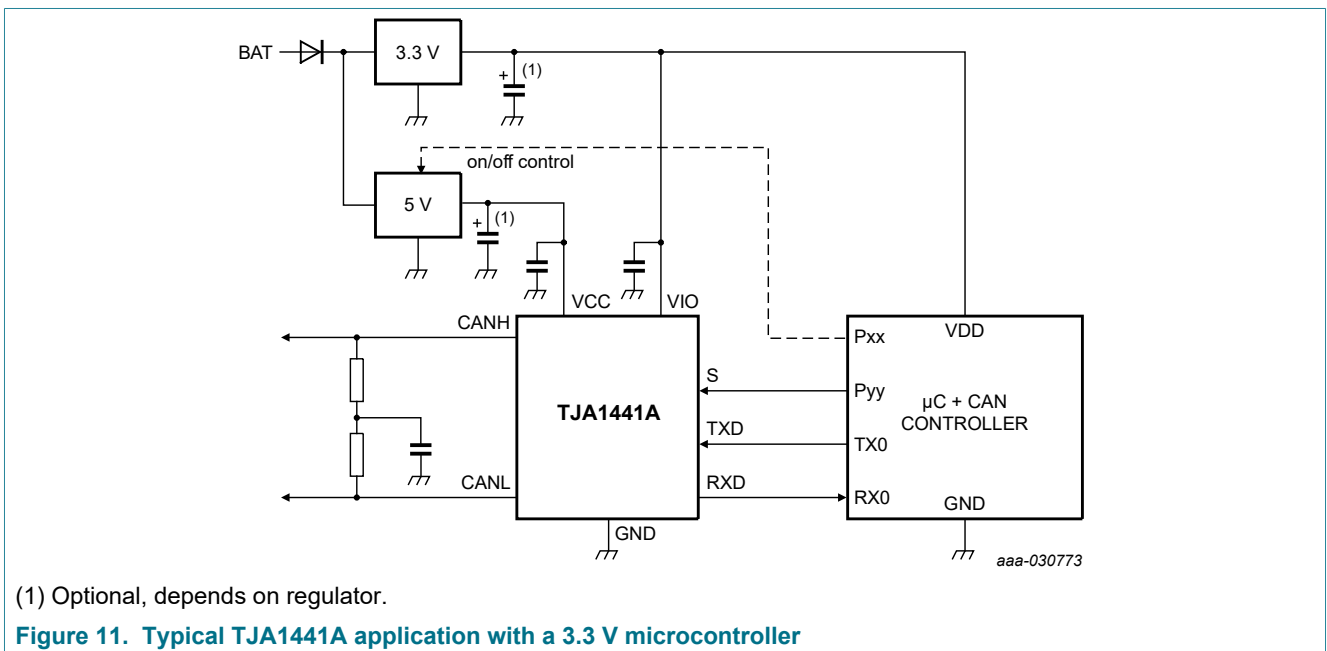 BAT
3.3 V
+ (1)
on/off control
5 V
+ (1)
VCC
VIO
CANH
Pxx
VDD
S
Pyy
µC + CAN
CONTROLLER
TJA1441A
TXD
TX0
CANL
RXD
RX0
GND
GND
aaa-030773
(1) Optional, depends on regulator.
Figure 11. Typical TJA1441A application with a 3.3 V microcontroller